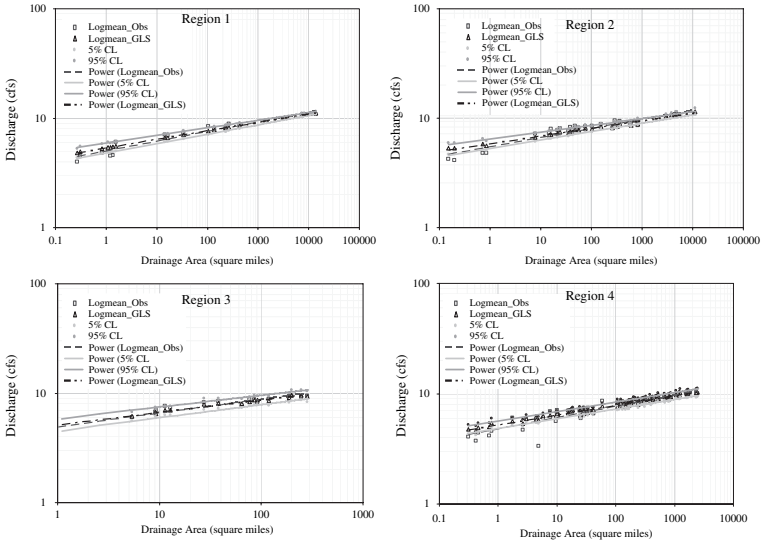 Region 1
100
10
1
Discharge (cfs)
Logmean_Obs
Logmean_GLS
5% CL
95% CL
Power (Logmean_Obs)
Power (5% CL
Power (95% CL)
Power (Logmean_GLS)
0.1 1 10 100 1000 10000 100000
Drainage Area (square miles)
Region 2
100
10
1
Discharge (cfs)
Logmean_Obs
Logmean_GLS
5% CL
95% CL
Power (Logmean_Obs)
Power (5% CL
Power (95% CL)
Power (Logmean_GLS)
0.1 1 10 100 1000 10000 100000
Drainage Area (square miles)
Region 3
100
10
1
Discharge (cfs)
Logmean_Obs
Logmean_GLS
5% CL
95% CL
Power (Logmean_Obs)
Power (5% CL
Power (95% CL)
Power (Logmean_GLS)
1 10 100 1000
Drainage Area (square miles)
Region 4
100
10
1
Discharge (cfs)
Logmean_Obs
Logmean_GLS
5% CL
95% CL
Power (Logmean_Obs)
Power (5% CL
Power (95% CL)
Power (Logmean_GLS)
0.1 1 10 100 1000 10000
Drainage Area (square miles)